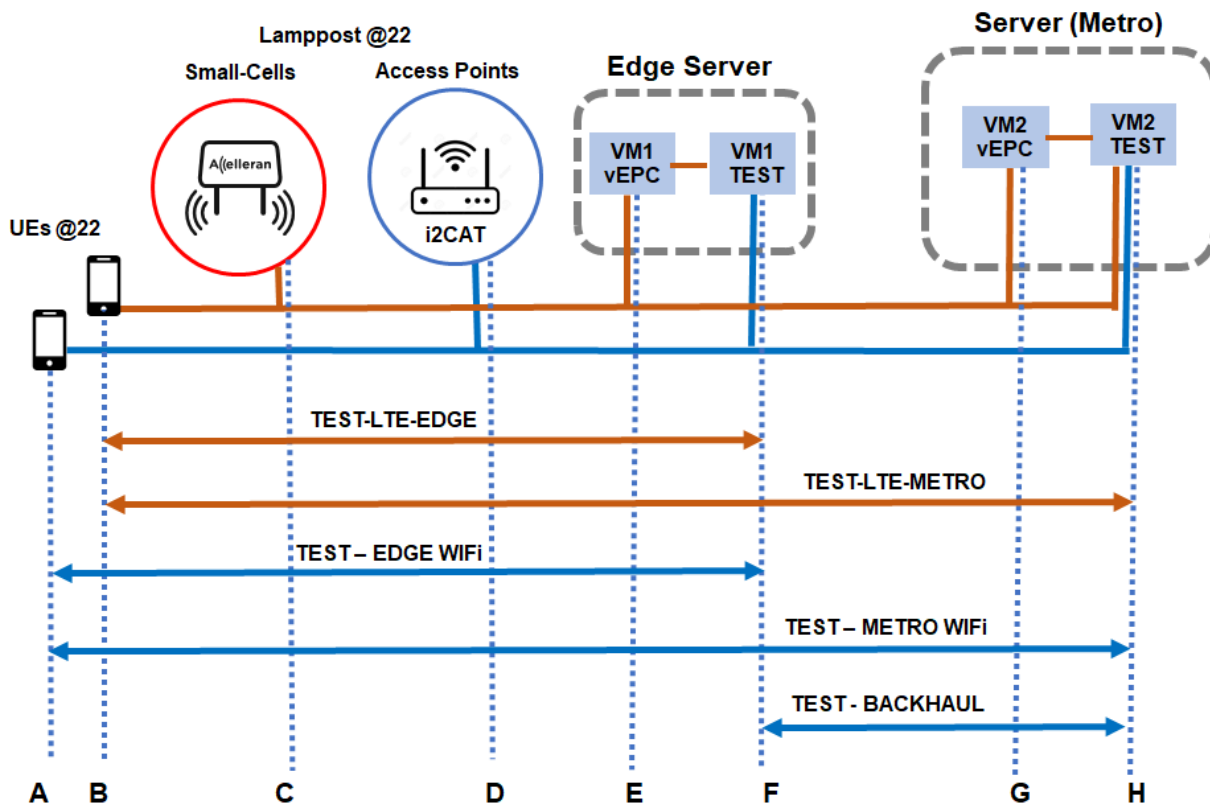 Lamppost @22
Small-Cells
Access Points
Edge Server
Server (Metro)
Accelleran
i2CAT
VM1
vEPC
VM1
TEST
VM2
vEPC
VM2
TEST
UEs @22
TEST-LTE-EDGE
TEST-LTE-METRO
TEST – EDGE WIFi
TEST – METRO WIFi
TEST - BACKHAUL
A
B
C
D
E
F
G
H